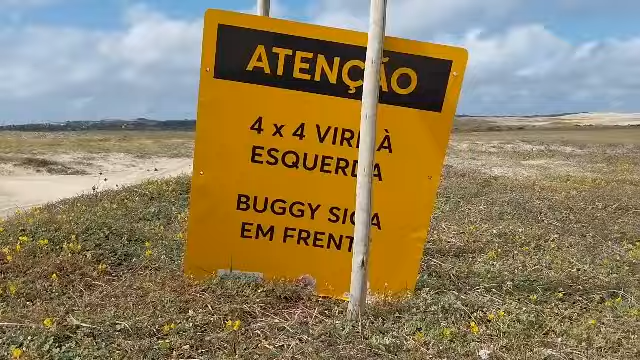 ATENÇÃO
4 x 4 VIRE À
ESQUERDA
BUGGY SIGA
EM FRENTE